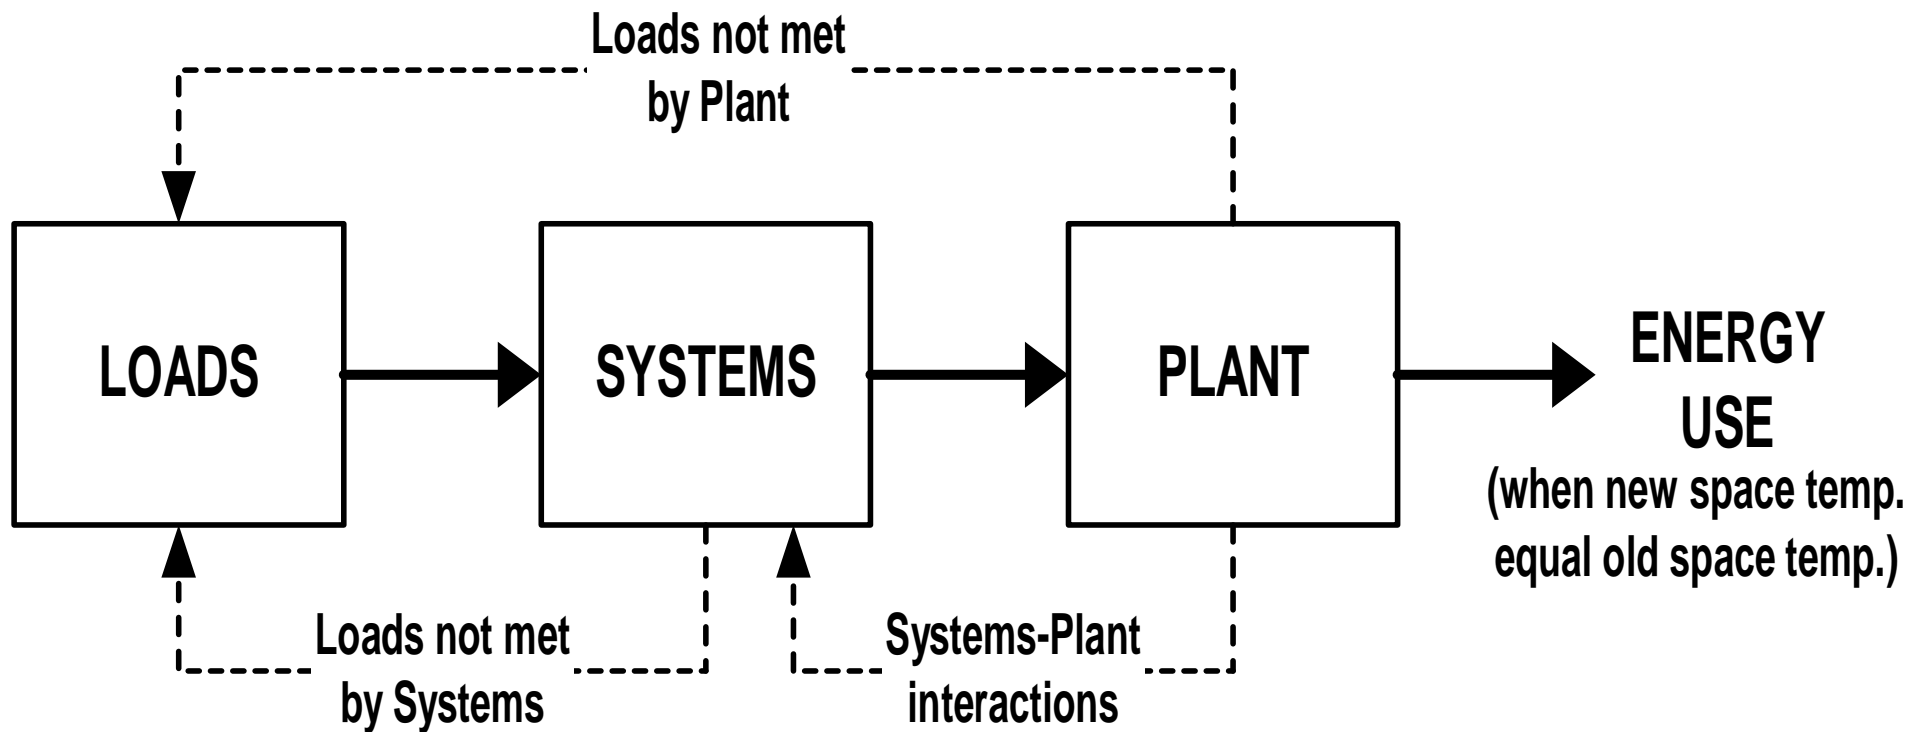 Loads not met
by Plant
LOADS
SYSTEMS
PLANT
ENERGY
USE
(when new space temp.
equal old space temp.)
Loads not met
by Systems
Systems-Plant
interactions